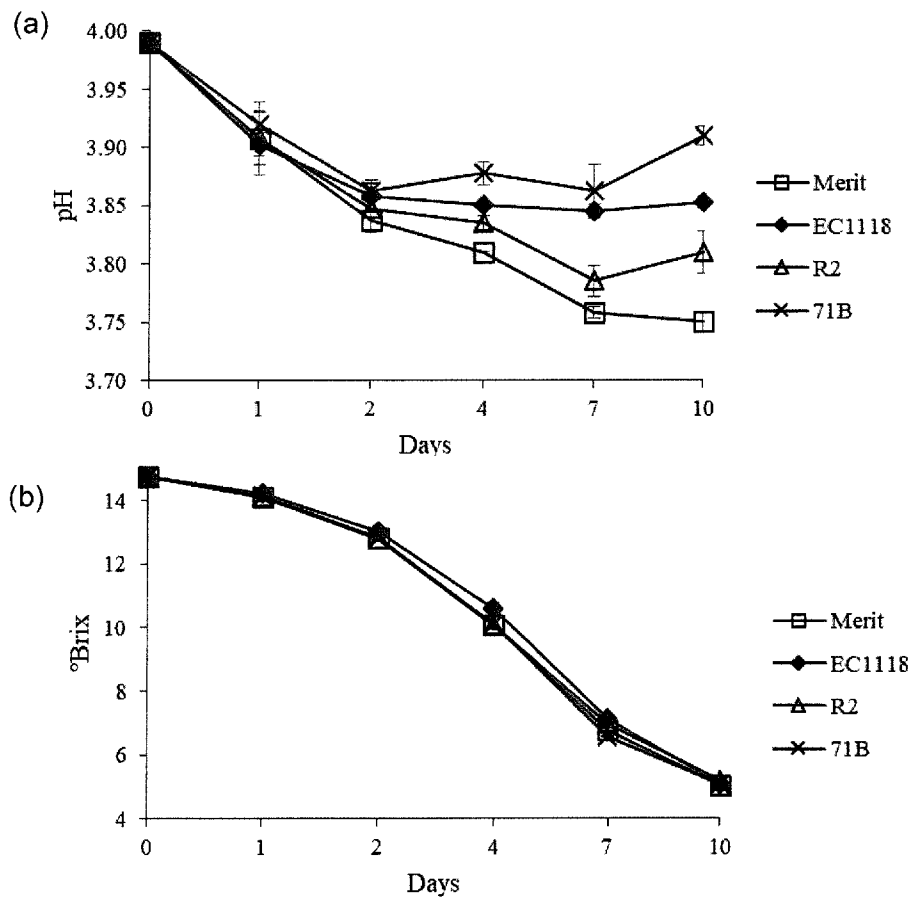 (a)
4.00
3.95
3.90
3.85
3.80
3.75
3.70
pH
0 1 2 4 7 10
Days
Merit
EC1118
R2
71B
(b)
14
12
10
8
6
4
°Brix
0 1 2 4 7 10
Days
Merit
EC1118
R2
71B